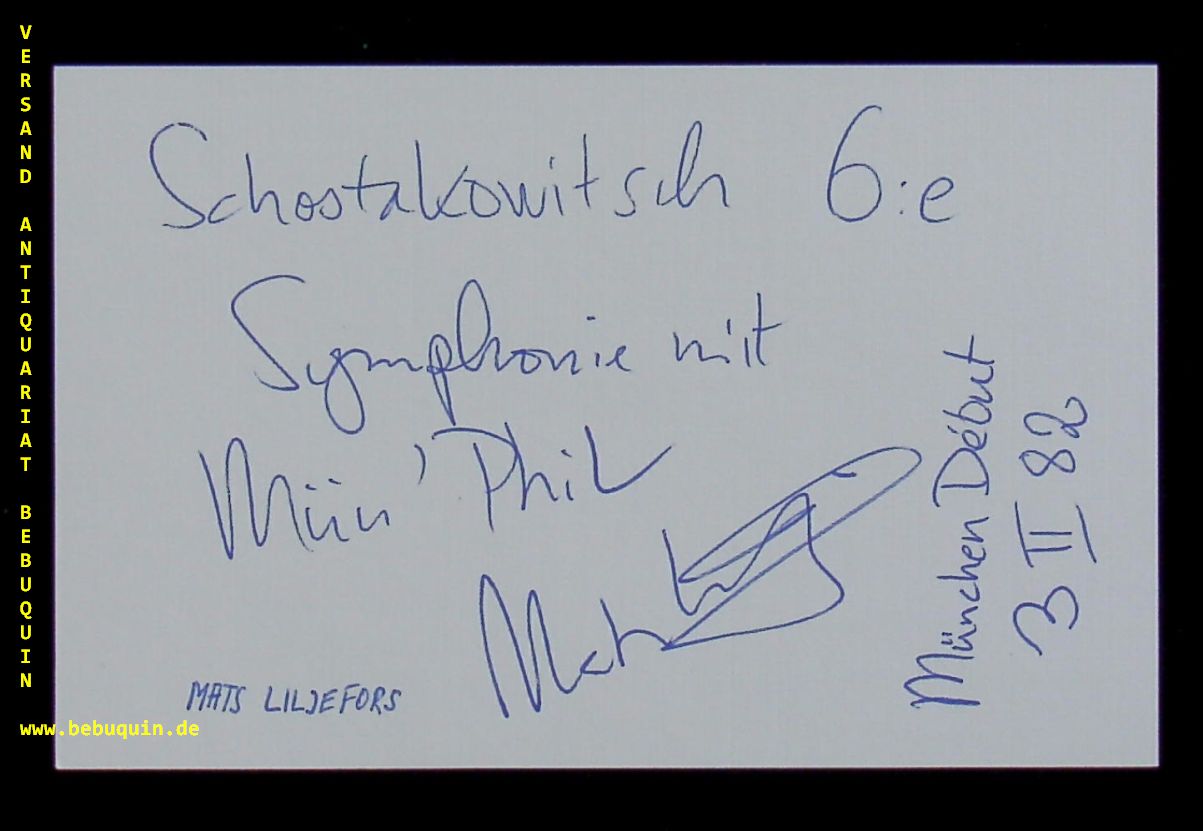 VERSAND ANTIQUARIAT BEBUQUIN
Schostakowitsch 6:e
Symphonie mit
Mün' Phil
Mats
München Début
3 II 82
MATS LILJEFORS
www.bebuquin.de